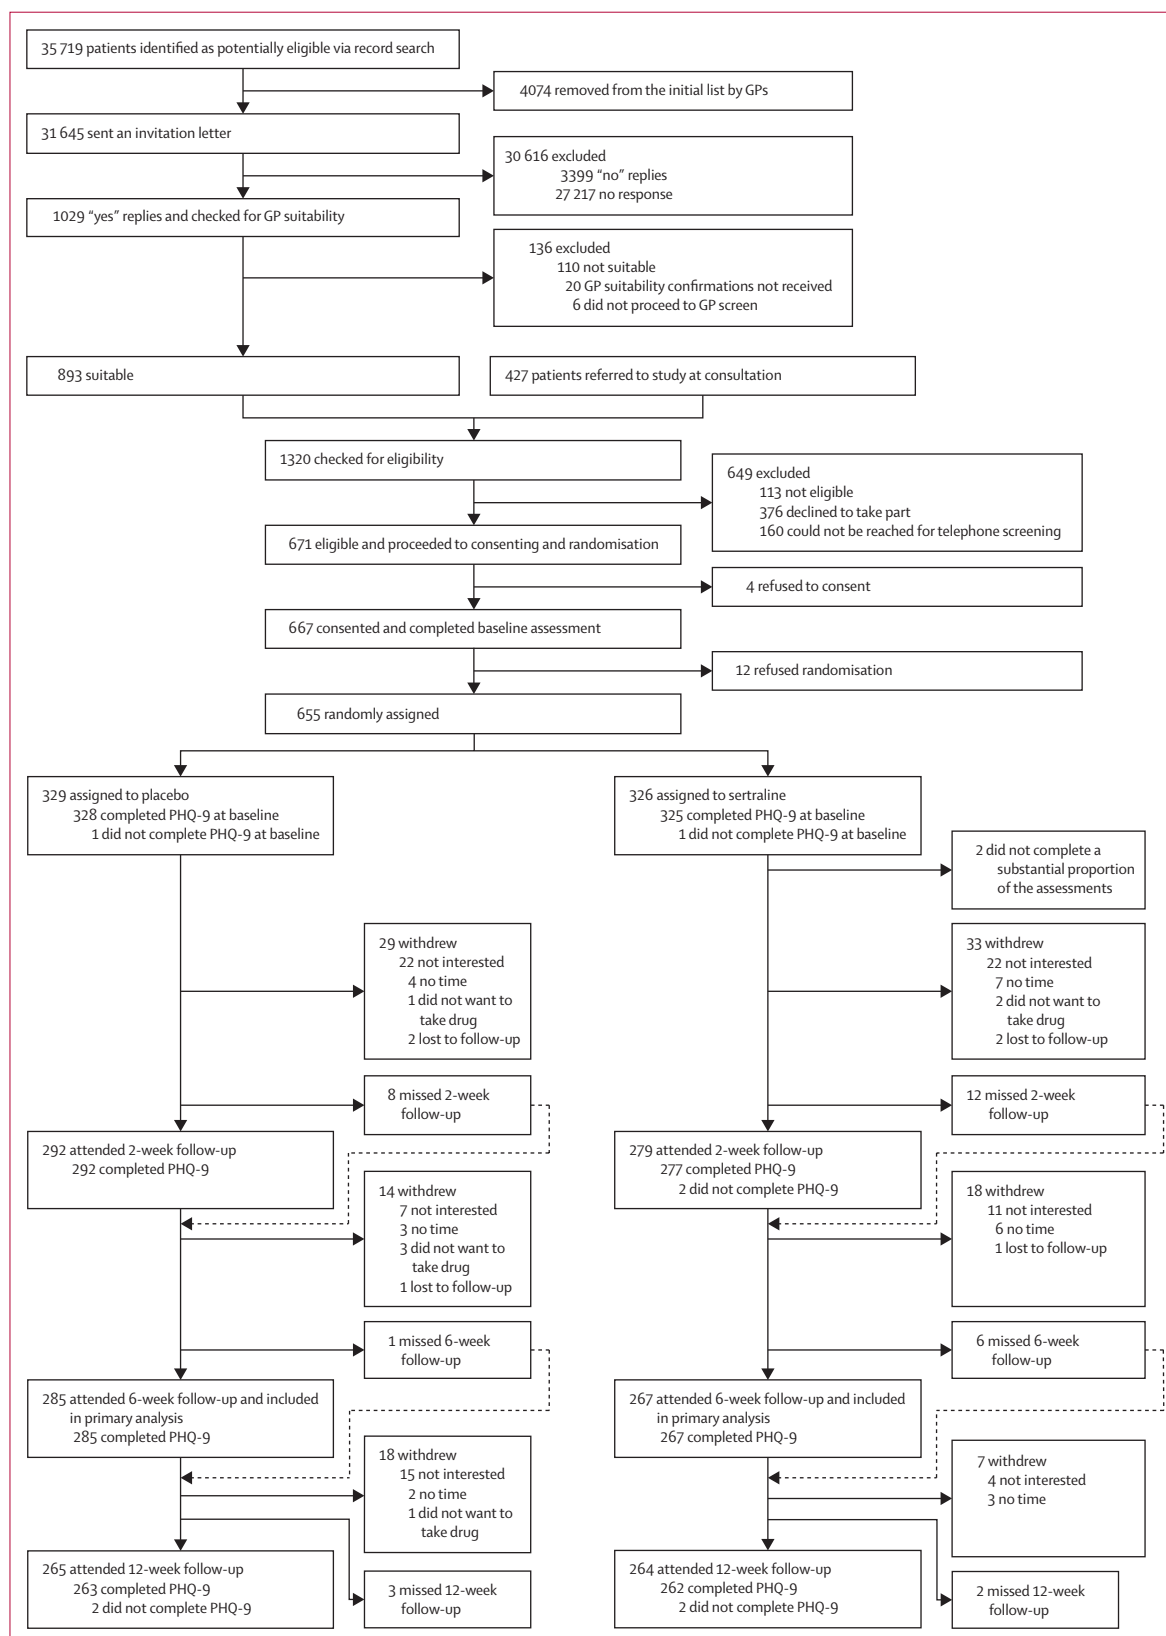 35 719 patients identified as potentially eligible via record search
4074 removed from the initial list by GPs
31 645 sent an invitation letter
30 616 excluded
3399 “no” replies
27 217 no response
1029 “yes” replies and checked for GP suitability
136 excluded
110 not suitable
20 GP suitability confirmations not received
6 did not proceed to GP screen
893 suitable
427 patients referred to study at consultation
1320 checked for eligibility
649 excluded
113 not eligible
376 declined to take part
160 could not be reached for telephone screening
671 eligible and proceeded to consenting and randomisation
4 refused to consent
667 consented and completed baseline assessment
12 refused randomisation
655 randomly assigned
329 assigned to placebo
328 completed PHQ-9 at baseline
1 did not complete PHQ-9 at baseline
326 assigned to sertraline
325 completed PHQ-9 at baseline
1 did not complete PHQ-9 at baseline
2 did not complete a
substantial proportion
of the assessments
29 withdrew
22 not interested
4 no time
1 did not want to
take drug
2 lost to follow-up
33 withdrew
22 not interested
7 no time
2 did not want to
take drug
2 lost to follow-up
8 missed 2-week
follow-up
12 missed 2-week
follow-up
292 attended 2-week follow-up
292 completed PHQ-9
279 attended 2-week follow-up
277 completed PHQ-9
2 did not complete PHQ-9
14 withdrew
7 not interested
3 no time
3 did not want to
take drug
1 lost to follow-up
18 withdrew
11 not interested
6 no time
1 lost to follow-up
1 missed 6-week
follow-up
6 missed 6-week
follow-up
285 attended 6-week follow-up and included
in primary analysis
285 completed PHQ-9
267 attended 6-week follow-up and included
in primary analysis
267 completed PHQ-9
18 withdrew
15 not interested
2 no time
1 did not want to
take drug
7 withdrew
4 not interested
3 no time
265 attended 12-week follow-up
263 completed PHQ-9
2 did not complete PHQ-9
264 attended 12-week follow-up
262 completed PHQ-9
2 did not complete PHQ-9
3 missed 12-week
follow-up
2 missed 12-week
follow-up